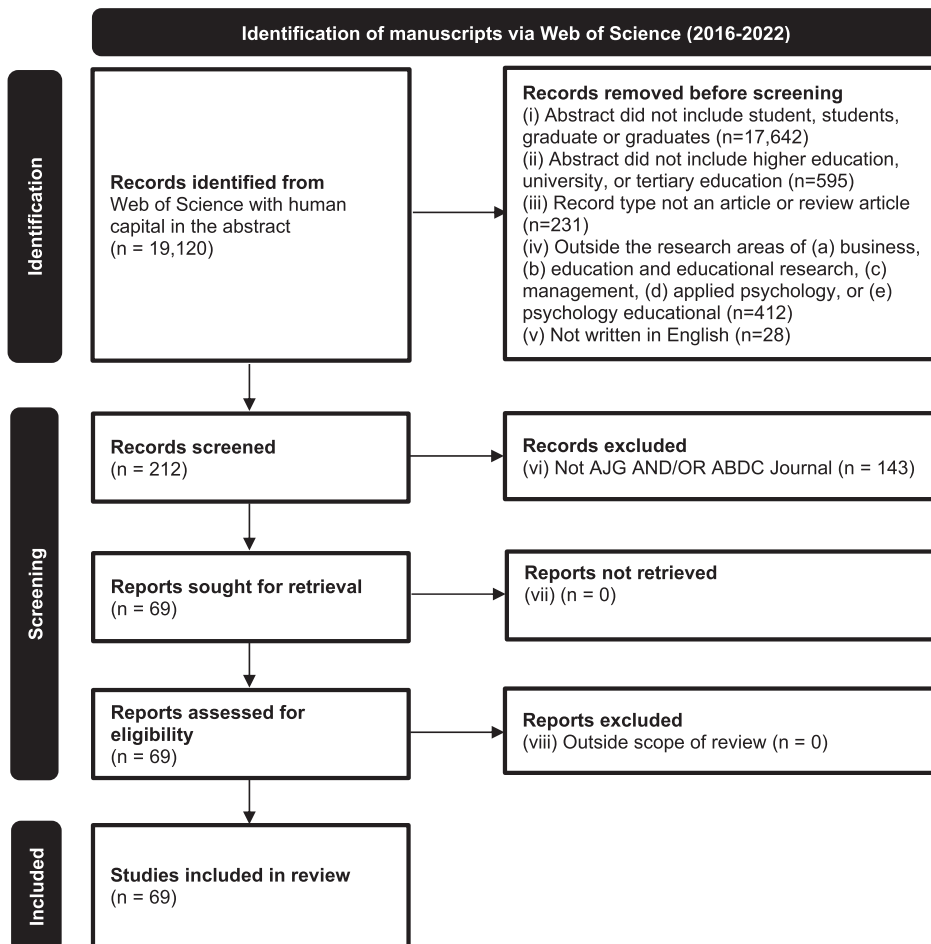 Identification of manuscripts via Web of Science (2016-2022)
Identification
Records identified from
Web of Science with human
capital in the abstract
(n = 19,120)
Records removed before screening
(i) Abstract did not include student, students,
graduate or graduates (n=17,642)
(ii) Abstract did not include higher education,
university, or tertiary education (n=595)
(iii) Record type not an article or review article
(n=231)
(iv) Outside the research areas of (a) business,
(b) education and educational research, (c)
management, (d) applied psychology, or (e)
psychology educational (n=412)
(v) Not written in English (n=28)
Screening
Records screened
(n = 212)
Records excluded
(vi) Not AJG AND/OR ABDC Journal (n = 143)
Reports sought for retrieval
(n = 69)
Reports not retrieved
(vii) (n = 0)
Reports assessed for
eligibility
(n = 69)
Reports excluded
(viii) Outside scope of review (n = 0)
Included
Studies included in review
(n = 69)